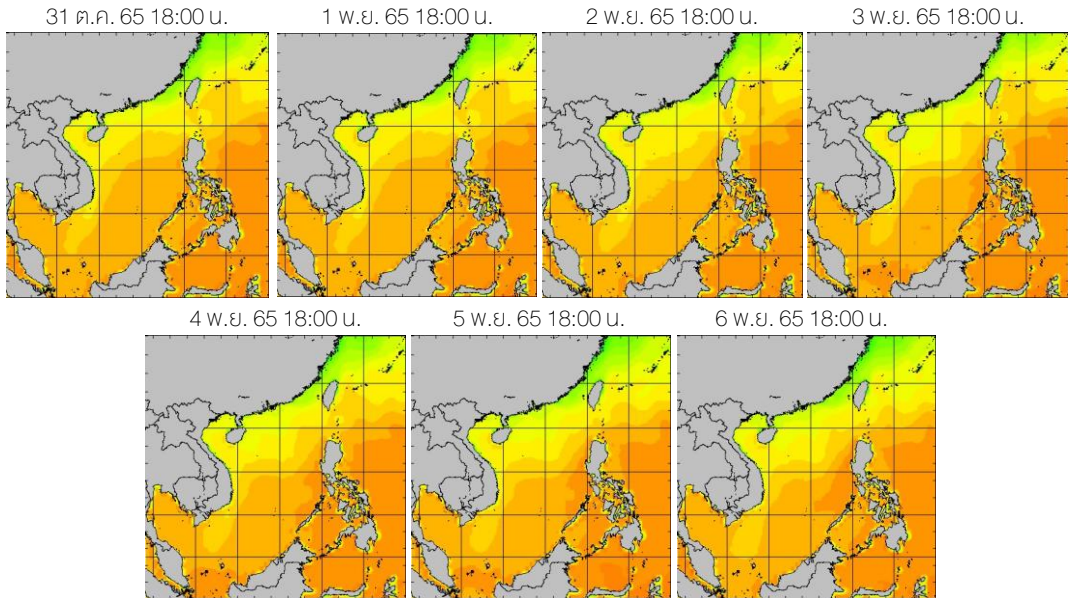 31 ต.ค. 65 18:00 น.
1 พ.ย. 65 18:00 น.
2 พ.ย. 65 18:00 น.
3 พ.ย. 65 18:00 น.
4 พ.ย. 65 18:00 น.
5 พ.ย. 65 18:00 น.
6 พ.ย. 65 18:00 น.